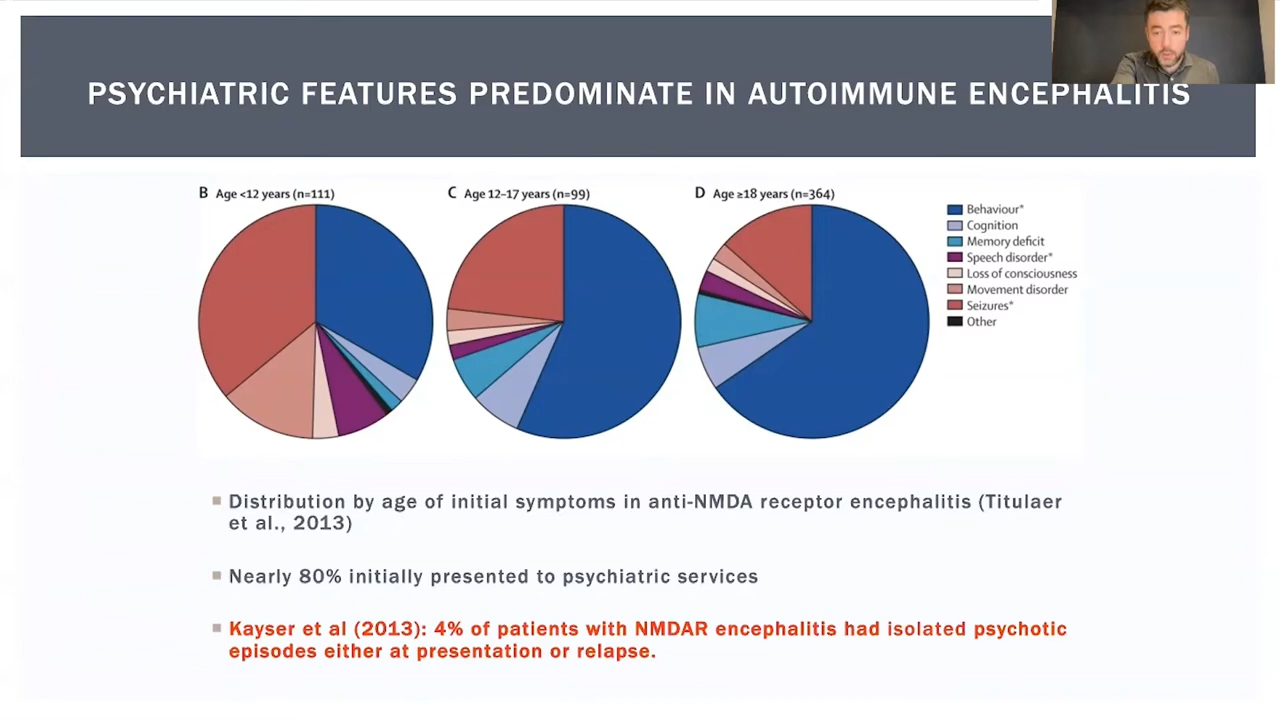 PSYCHIATRIC FEATURES PREDOMINATE IN AUTOIMMUNE ENCEPHALITIS
B Age <12 years (n=111)
C Age 12–17 years (n=99)
D Age ≥18 years (n=364)
Behaviour*
Cognition
Memory deficit
Speech disorder*
Loss of consciousness
Movement disorder
Seizures*
Other
Distribution by age of initial symptoms in anti-NMDA receptor encephalitis (Titulaer
et al., 2013)
Nearly 80% initially presented to psychiatric services
Kayser et al (2013): 4% of patients with NMDAR encephalitis had isolated psychotic
episodes either at presentation or relapse.